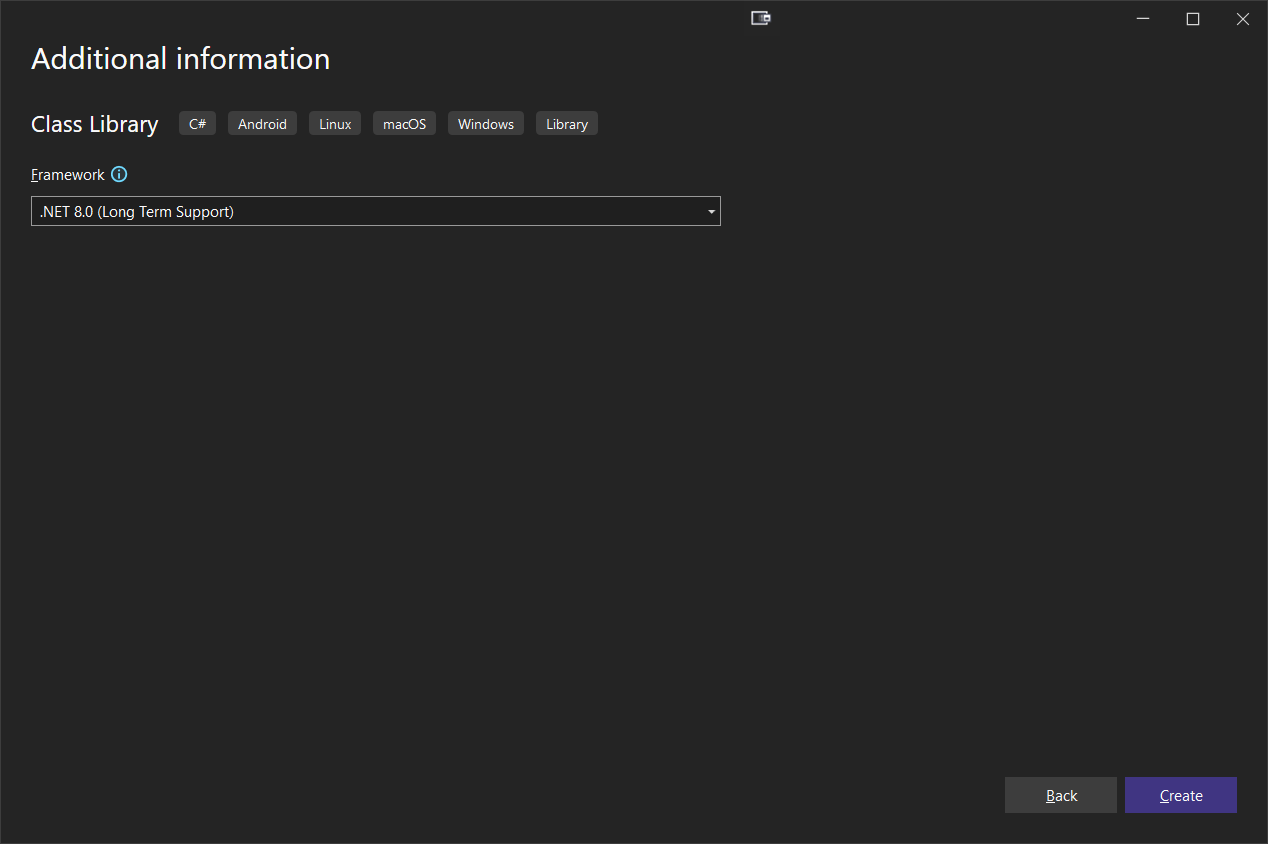 Additional information
Class Library C# Android Linux macOS Windows Library
Framework
.NET 8.0 (Long Term Support)
Back Create